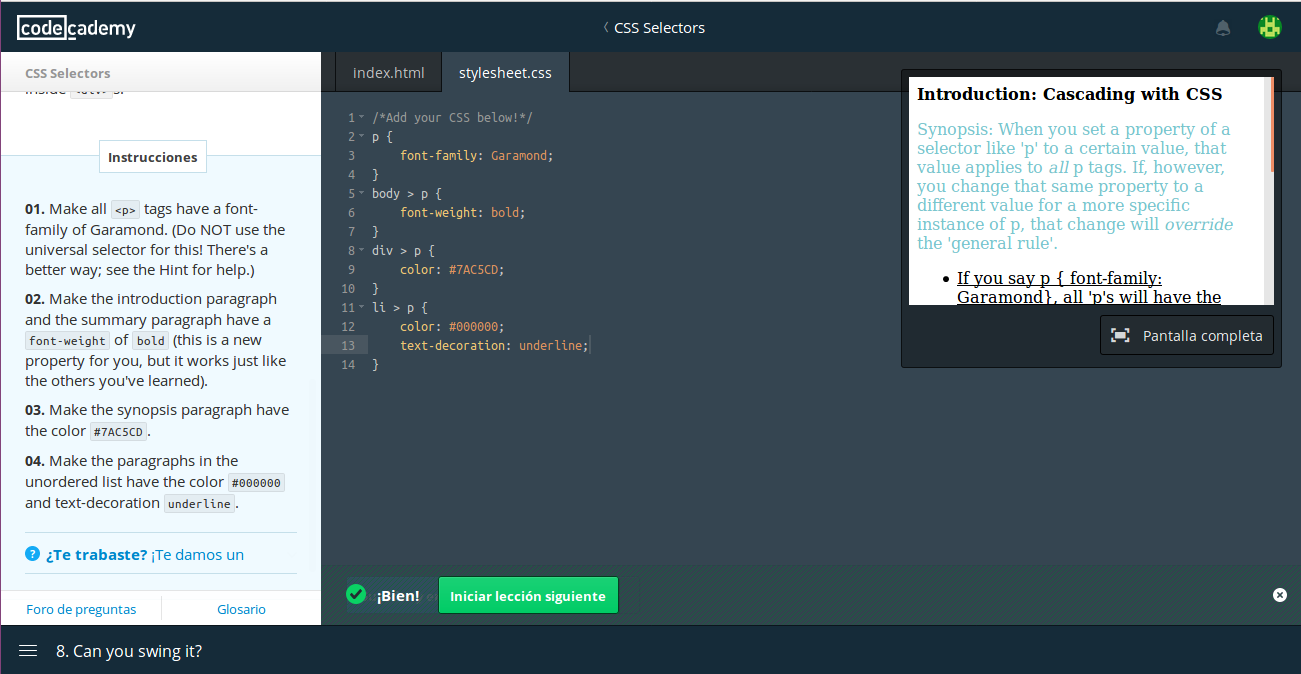 codecademy
CSS Selectors
CSS Selectors
inside <div>s.
Instrucciones
01. Make all <p> tags have a font-
family of Garamond. (Do NOT use the
universal selector for this! There's a
better way; see the Hint for help.)
02. Make the introduction paragraph
and the summary paragraph have a
font-weight of bold (this is a new
property for you, but it works just like
the others you've learned).
03. Make the synopsis paragraph have
the color #7AC5CD.
04. Make the paragraphs in the
unordered list have the color #000000
and text-decoration underline.
¿Te trabaste? ¡Te damos un
Foro de preguntas
Glosario
index.html
stylesheet.css
1 /*Add your CSS below!*/
2 p {
3 font-family: Garamond;
4 }
5 body > p {
6 font-weight: bold;
7 }
8 div > p {
9 color: #7AC5CD;
10 }
11 li > p {
12 color: #000000;
13 text-decoration: underline;
14 }
Introduction: Cascading with CSS
Synopsis: When you set a property of a
selector like 'p' to a certain value, that
value applies to all p tags. If, however,
you change that same property to a
different value for a more specific
instance of p, that change will override
the 'general rule'.
If you say p { font-family:
Garamond}, all 'p's will have the
Pantalla completa
¡Bien!
Iniciar lección siguiente
8. Can you swing it?